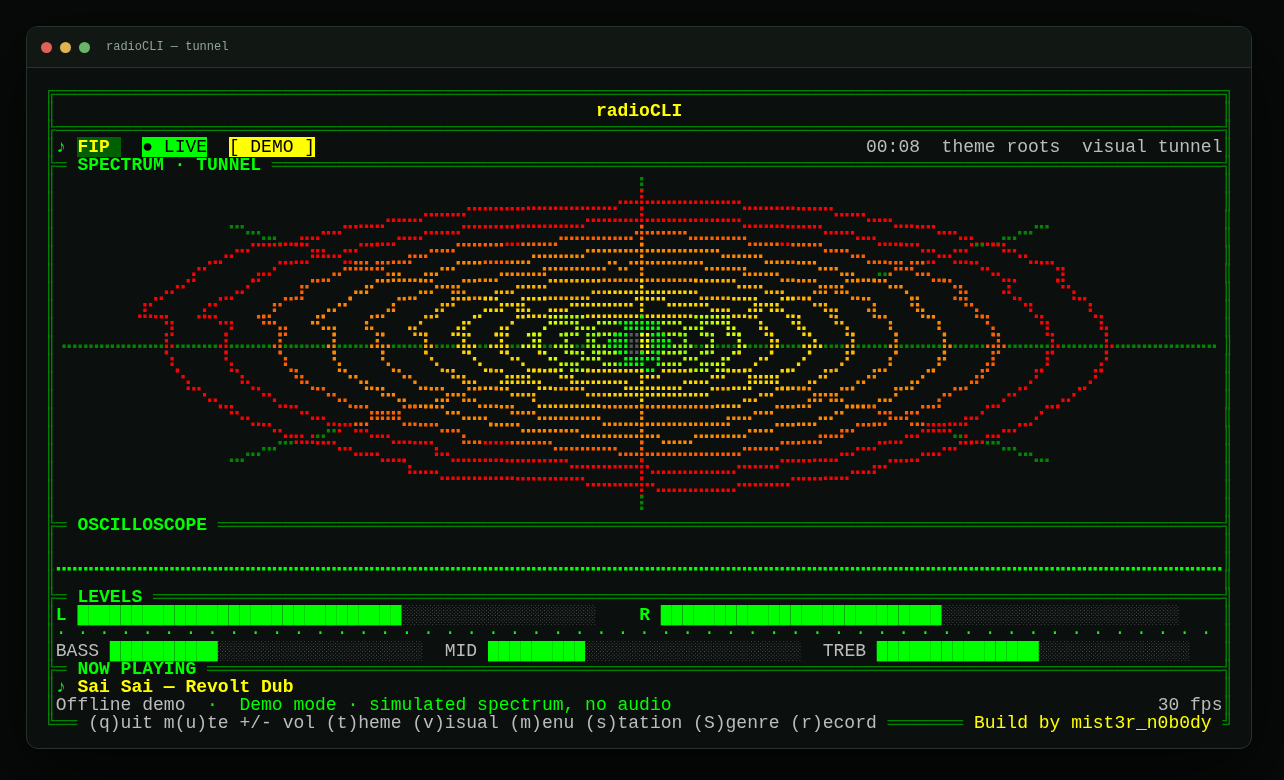 radioCLI — tunnel
radioCLI
♪ FIP ● LIVE [ DEMO ] 00:08 theme roots visual tunnel
SPECTRUM · TUNNEL
OSCILLOSCOPE
LEVELS
L R
BASS MID TREB
NOW PLAYING
♪ Sai Sai — Revolt Dub
Offline demo · Demo mode · simulated spectrum, no audio 30 fps
(q)uit m(u)te +/- vol (t)heme (v)isual (m)enu (s)tation (S)genre (r)ecord Build by mist3r_n0b0dy